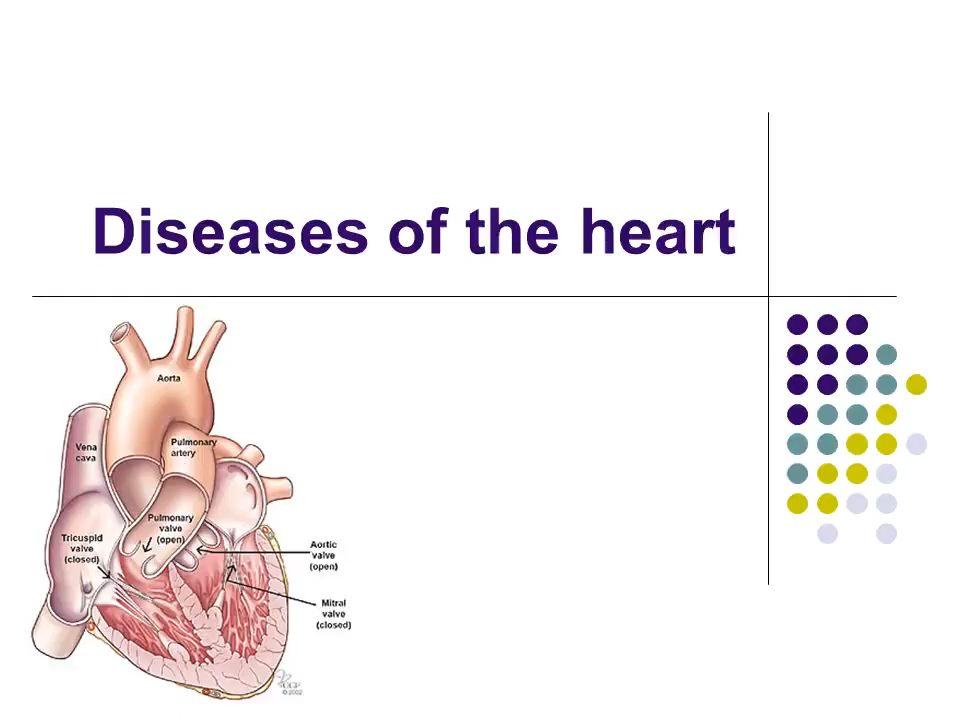 Diseases of the heart
Aorta
Vena
cava
Pulmonary
artery
Pulmonary
valve
(open)
Tricuspid
valve
(closed)
Aortic
valve
(open)
Mitral
valve
(closed)
© 2002